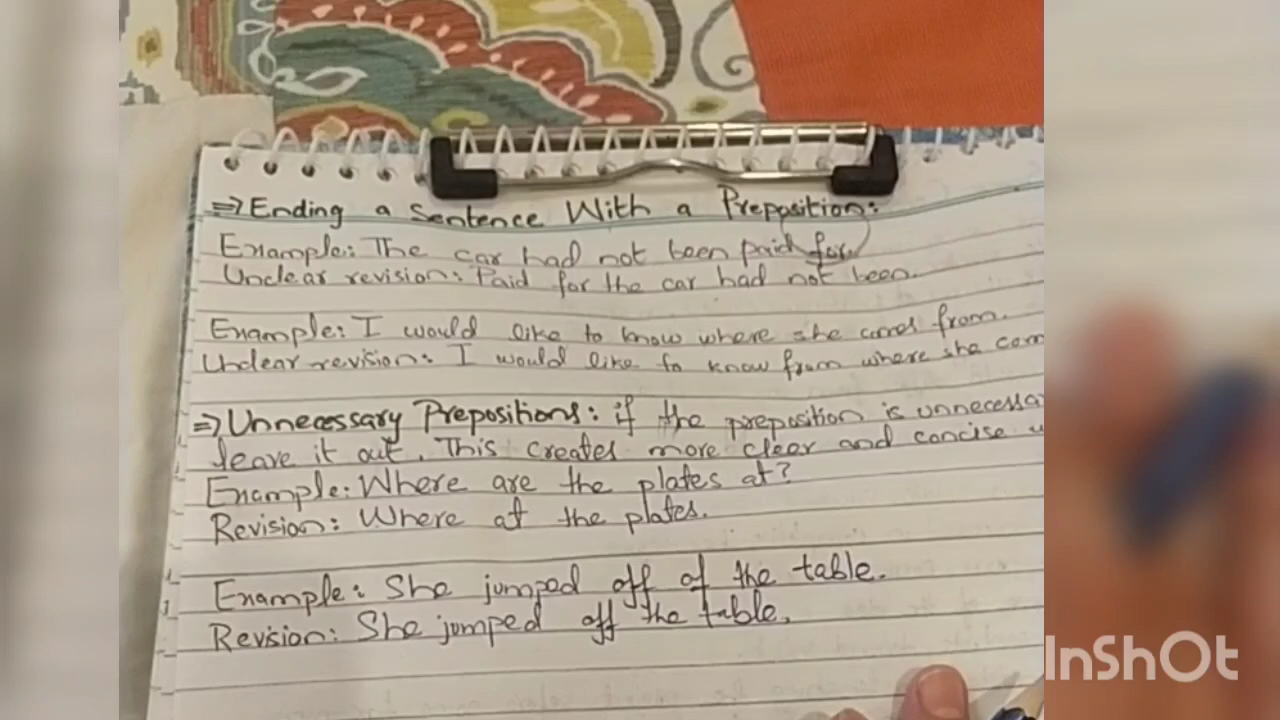 ⇒ Ending a Sentence With a Preposition:
Example: The car had not been paid for.
Unclear revision: Paid for the car had not been.
Example: I would like to know where she comes from.
Unclear revision: I would like to know from where she com
⇒ Unnecessary Prepositions: if the preposition is unnecessa
leave it out. This creates more clear and concise
Example: Where are the plates at?
Revision: Where at the plates.
Example: She jumped off of the table.
Revision: She jumped off the table.
InShOt